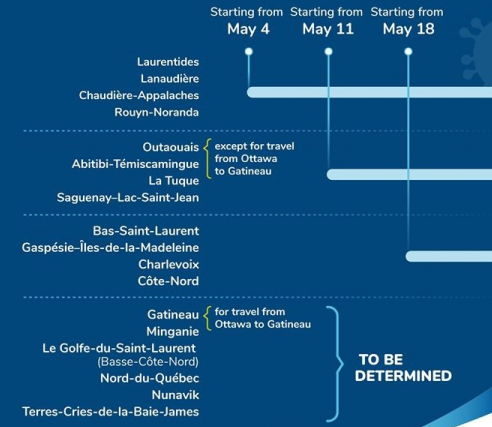 Starting from Starting from Starting from
May 4 May 11 May 18
Laurentides
Lanaudière
Chaudière-Appalaches
Rouyn-Noranda
Outaouais
Abitibi-Témiscamingue
La Tuque
Saguenay–Lac-Saint-Jean
except for travel
from Ottawa
to Gatineau
Bas-Saint-Laurent
Gaspésie–Îles-de-la-Madeleine
Charlevoix
Côte-Nord
Gatineau
Minganie
Le Golfe-du-Saint-Laurent
(Basse-Côte-Nord)
Nord-du-Québec
Nunavik
Terres-Cries-de-la-Baie-James
for travel from
Ottawa to Gatineau
TO BE
DETERMINED